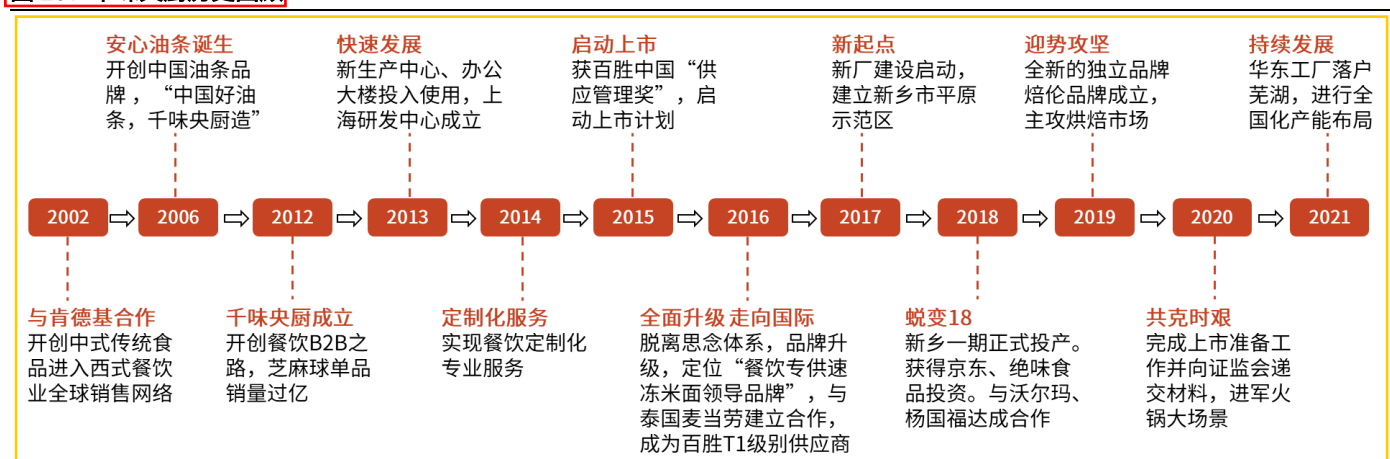 安心油条诞生
开创中国油条品
牌，“中国好油
条，千味央厨造”
快速发展
新生产中心、办公
大楼投入使用，上
海研发中心成立
启动上市
获百胜中国“供
应管理奖”，启
动上市计划
新起点
新厂建设启动，
建立新乡市平原
示范区
迎势攻坚
全新的独立品牌
焙伦品牌成立，
主攻烘焙市场
持续发展
华东工厂落户
芜湖，进行全
国化产能布局
2002
2006
2012
2013
2014
2015
2016
2017
2018
2019
2020
2021
与肯德基合作
开创中式传统食
品进入西式餐饮
业全球销售网络
千味央厨成立
开创餐饮B2B之
路，芝麻球单品
销量过亿
定制化服务
实现餐饮定制化
专业服务
全面升级 走向国际
脱离思念体系，品牌升
级，定位“餐饮专供速
冻米面领导品牌”，与
泰国麦当劳建立合作，
成为百胜T1级别供应商
蜕变18
新乡一期正式投产。
获得京东、绝味食
品投资。与沃尔玛、
杨国福达成合作
共克时艰
完成上市准备工
作并向证监会递
交材料，进军火
锅大场景